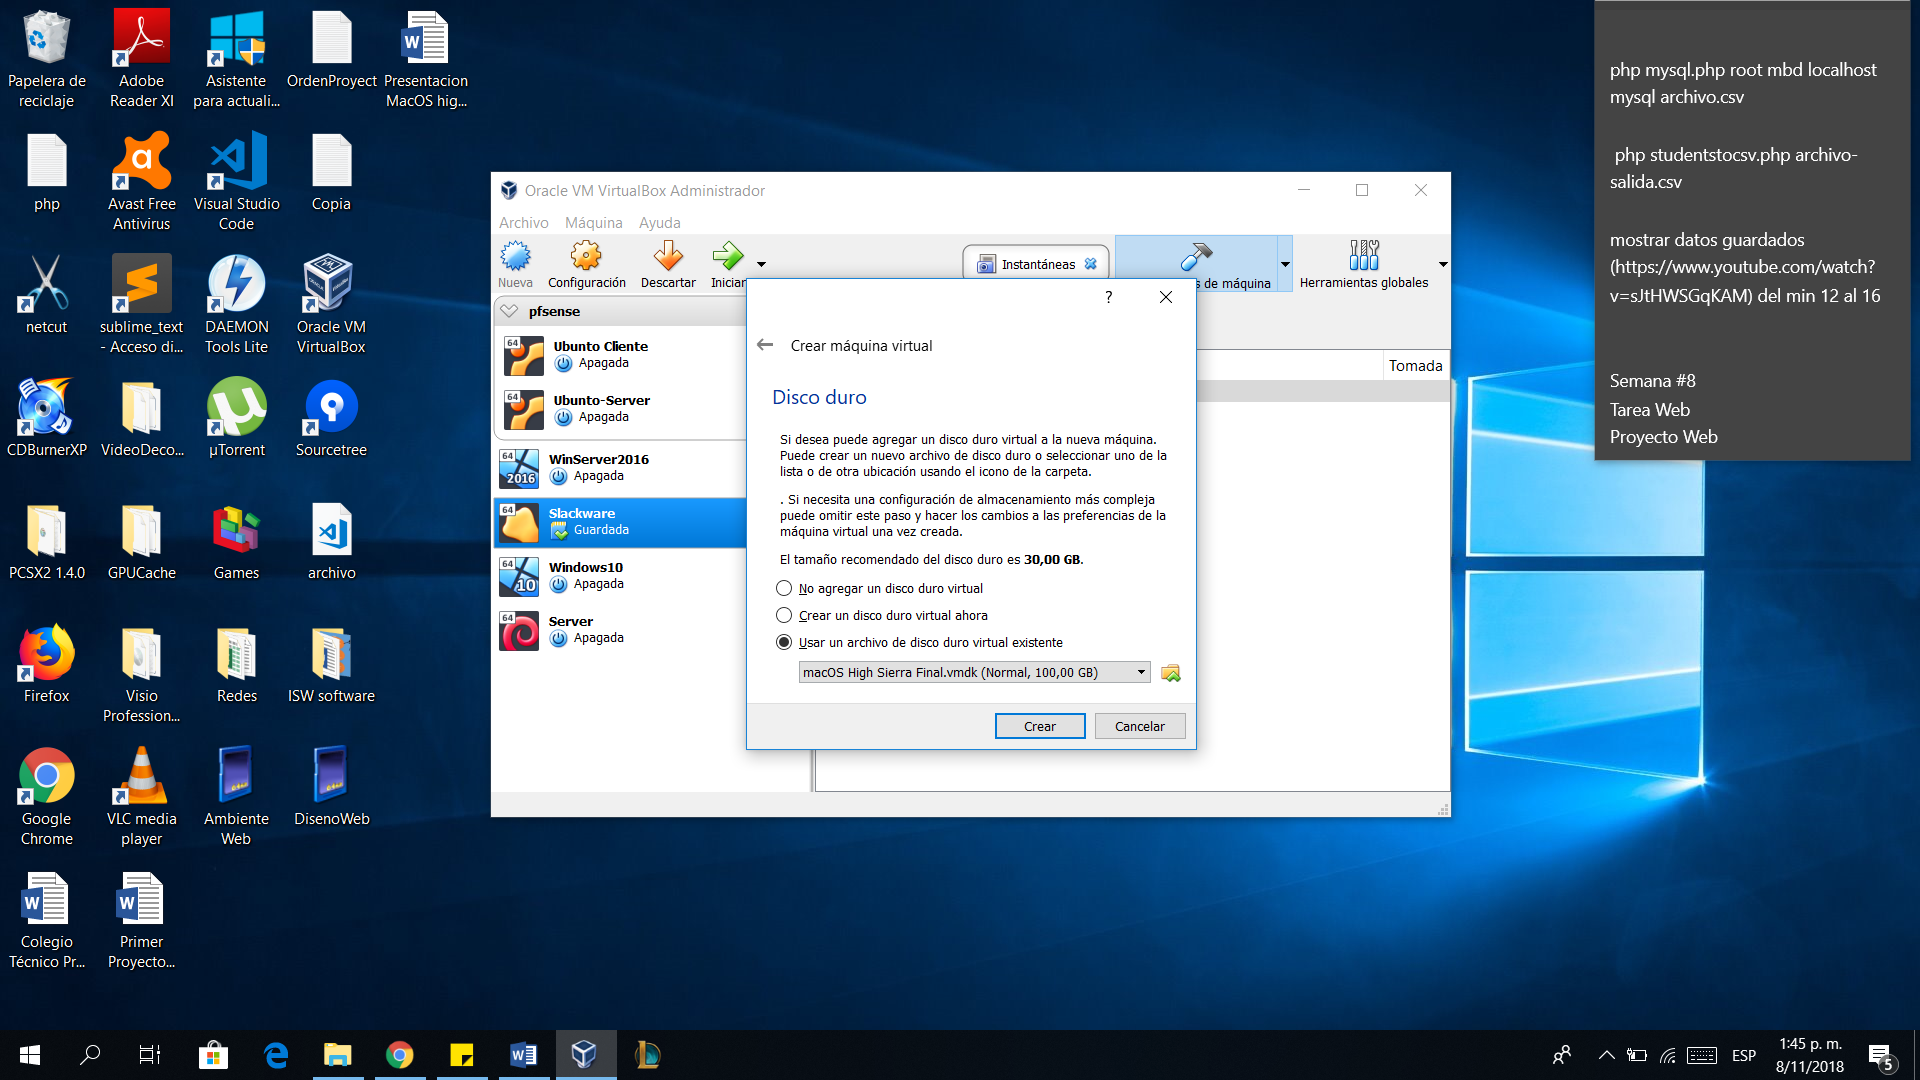 Papelera de
reciclaje
Adobe
Reader XI
Asistente
para actuali...
OrdenProyect
Presentacion
MacOS hig...
php
Avast Free
Antivirus
Visual Studio
Code
Copia
netcut
sublime_text
- Acceso di...
DAEMON
Tools Lite
Oracle VM
VirtualBox
CDBurnerXP
VideoDeco...
µTorrent
Sourcetree
PCSX2 1.4.0
GPUCache
Games
archivo
Firefox
Visio
Profession...
Redes
ISW software
Google
Chrome
VLC media
player
Ambiente
Web
DisenoWeb
Colegio
Técnico Pr...
Primer
Proyecto...
Oracle VM VirtualBox Administrador
Archivo Máquina Ayuda
Nueva Configuración Descartar Iniciar
Instantáneas
s de máquina
Herramientas globales
pfsense
64 Ubunto Cliente
Apagada
64 Ubunto-Server
Apagada
64 2016 WinServer2016
Apagada
64 Slackware
Guardada
64 10 Windows10
Apagada
64 Server
Apagada
Tomada
?
Crear máquina virtual
Disco duro
Si desea puede agregar un disco duro virtual a la nueva máquina.
Puede crear un nuevo archivo de disco duro o seleccionar uno de la
lista o de otra ubicación usando el icono de la carpeta.
. Si necesita una configuración de almacenamiento más compleja
puede omitir este paso y hacer los cambios a las preferencias de la
máquina virtual una vez creada.
El tamaño recomendado del disco duro es 30,00 GB.
No agregar un disco duro virtual
Crear un disco duro virtual ahora
Usar un archivo de disco duro virtual existente
macOS High Sierra Final.vmdk (Normal, 100,00 GB)
Crear
Cancelar
php mysql.php root mbd localhost
mysql archivo.csv
php studentstocsv.php archivo-
salida.csv
mostrar datos guardados
(https://www.youtube.com/watch?
v=sJtHWSGqKAM) del min 12 al 16
Semana #8
Tarea Web
Proyecto Web
ESP
1:45 p. m.
8/11/2018
5